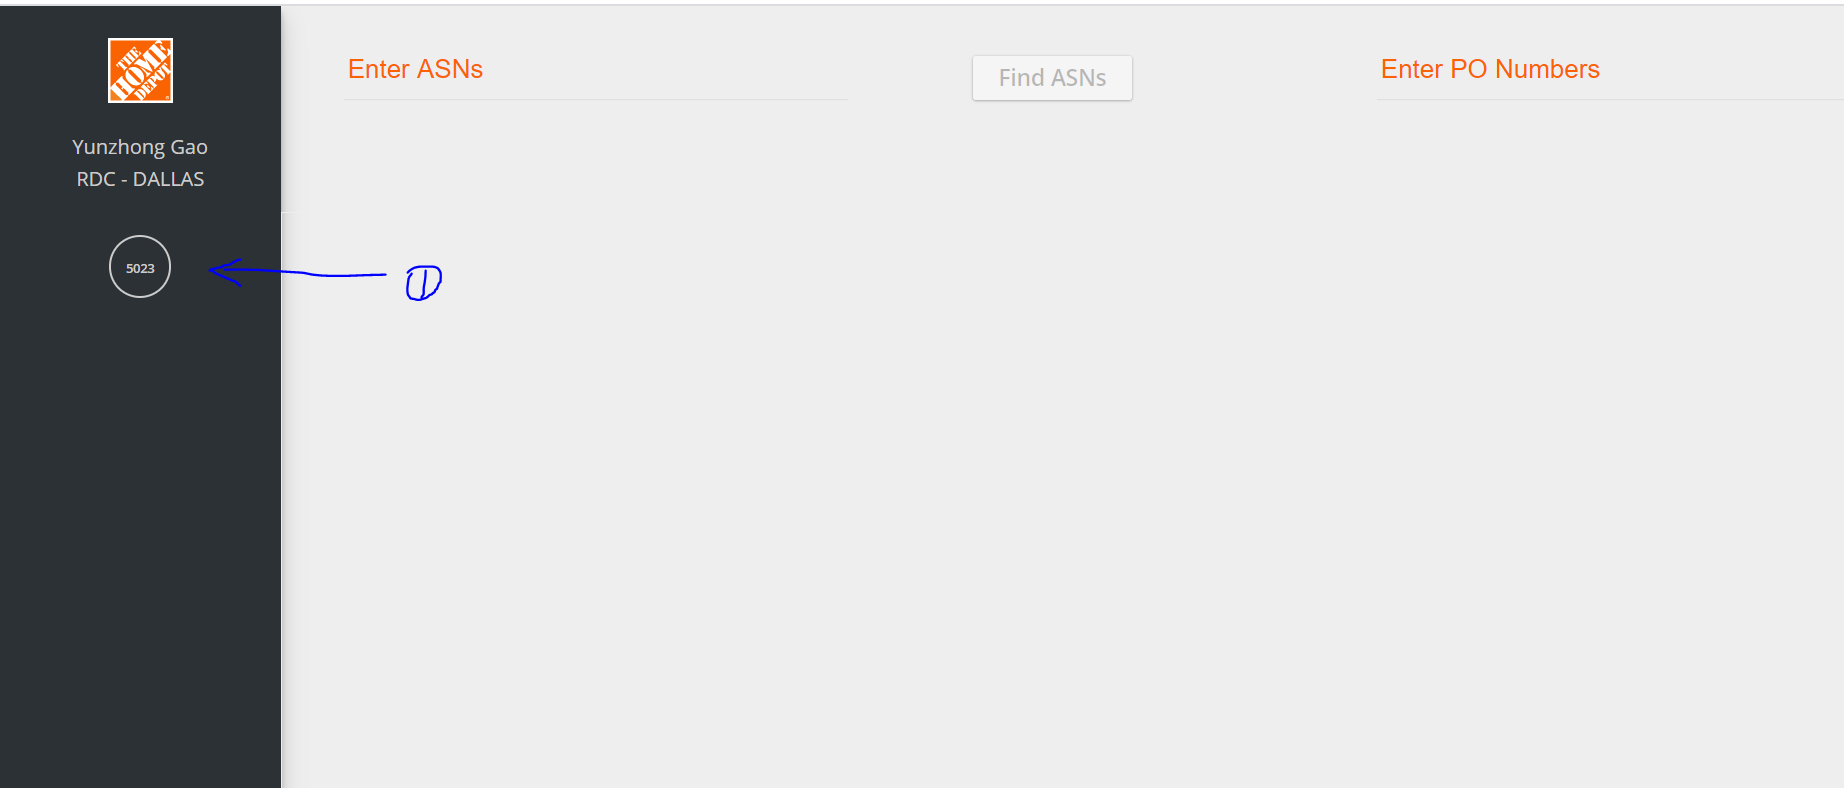 THE
HOME
DEPOT
Yunzhong Gao
RDC - DALLAS
5023
1
Enter ASNs
Find ASNs
Enter PO Numbers